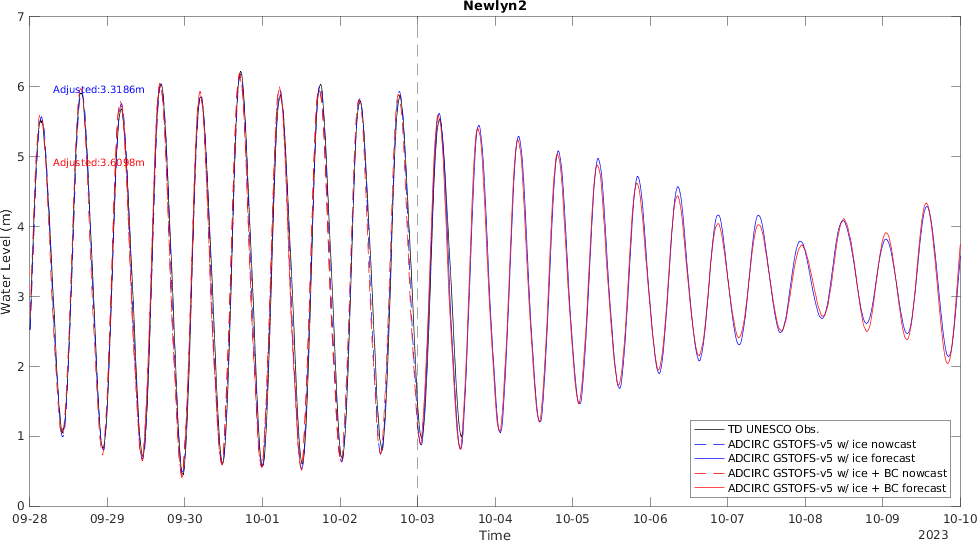 Newlyn2
7
6
5
4
3
2
1
0
Water Level (m)
Adjusted:3.3186m
Adjusted:3.6098m
TD UNESCO Obs.
ADCIRC GSTOFS-v5 w/ ice nowcast
ADCIRC GSTOFS-v5 w/ ice forecast
ADCIRC GSTOFS-v5 w/ ice + BC nowcast
ADCIRC GSTOFS-v5 w/ ice + BC forecast
09-28 09-29 09-30 10-01 10-02 10-03 10-04 10-05 10-06 10-07 10-08 10-09 10-10
Time
2023